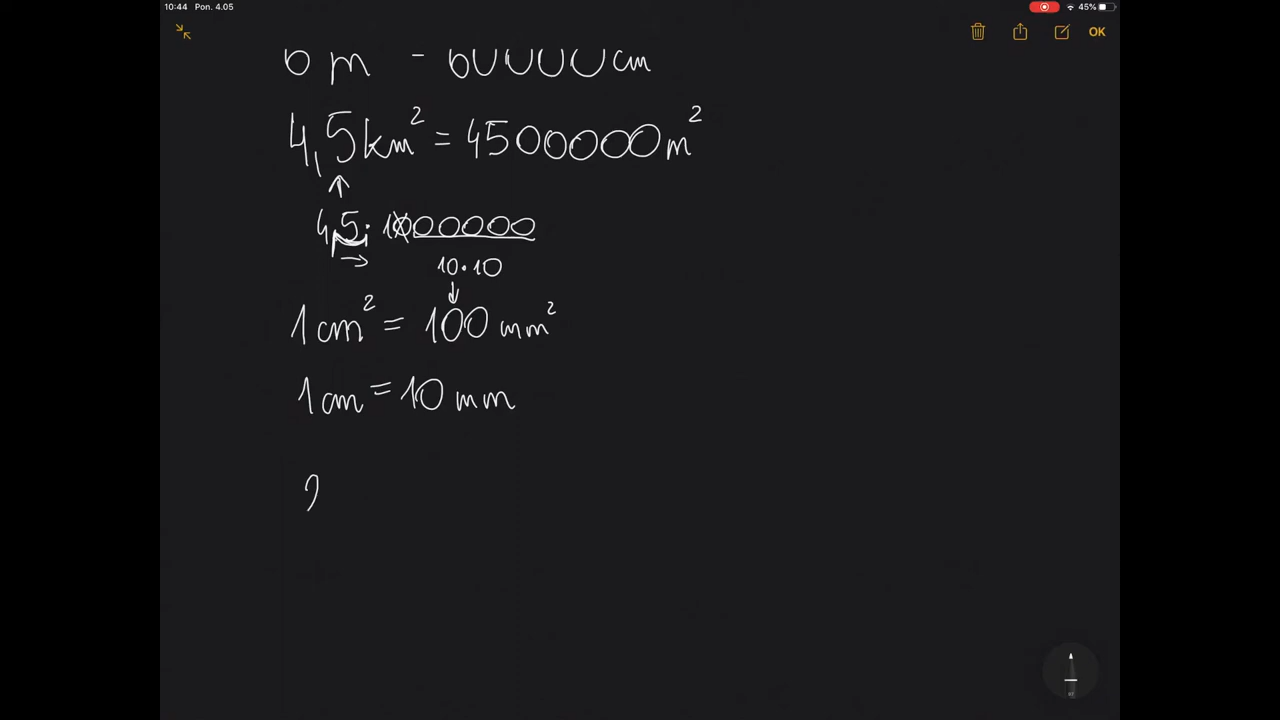 10:44 Pon. 4.05 45%
OK
6 m = 60000 cm
4,5 km² = 4500000 m²
4,5 · 1000000
10·10
1 cm² = 100 mm²
1 cm = 10 mm